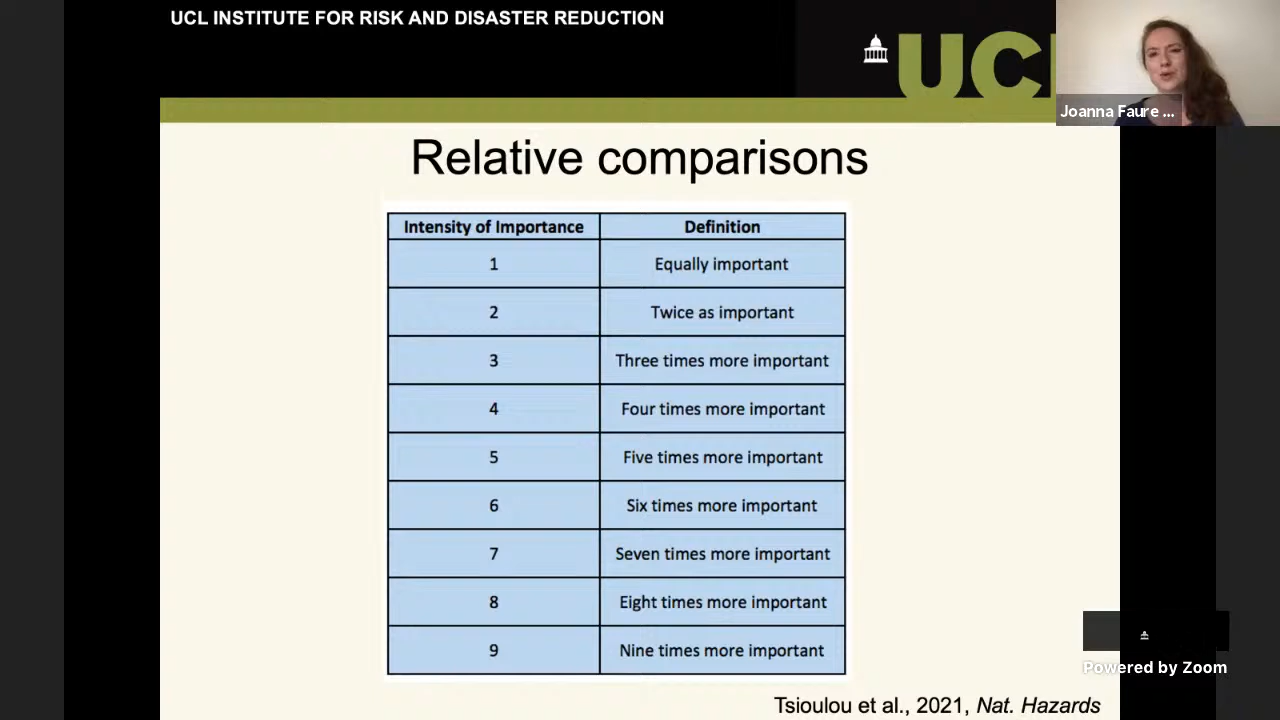 UCL INSTITUTE FOR RISK AND DISASTER REDUCTION
UC
Joanna Faure ...
Relative comparisons
Intensity of Importance Definition
1 Equally important
2 Twice as important
3 Three times more important
4 Four times more important
5 Five times more important
6 Six times more important
7 Seven times more important
8 Eight times more important
9 Nine times more important
Powered by Zoom
Tsioulou et al., 2021, Nat. Hazards